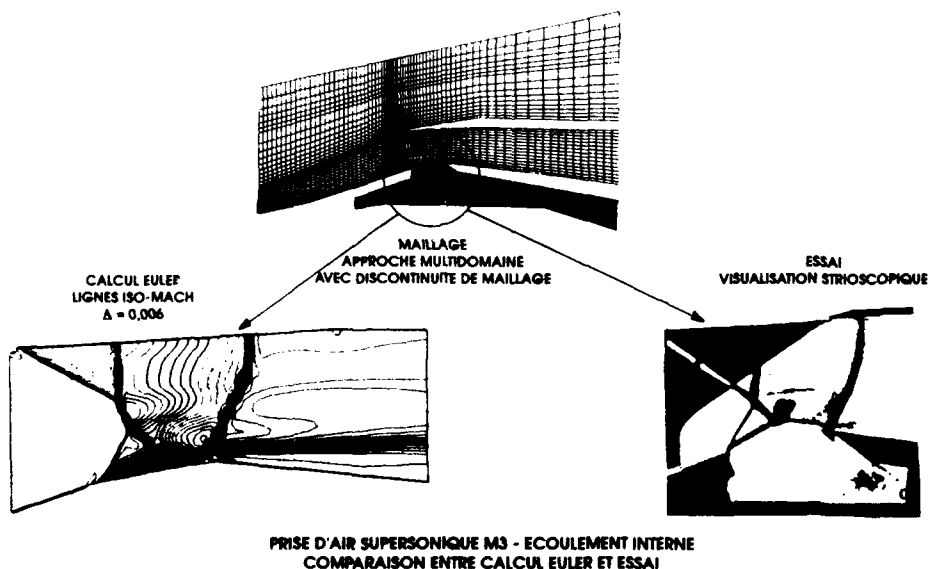 MAILLAGE
APPROCHE MULTIDOMAINE
AVEC DISCONTINUITE DE MAILLAGE
CALCUL EULER
LIGNES ISO-MACH
Δ = 0,006
ESSAI
VISUALISATION STRIOSCOPIQUE
PRISE D'AIR SUPERSONIQUE M3 - ECOULEMENT INTERNE
COMPARAISON ENTRE CALCUL EULER ET ESSAI